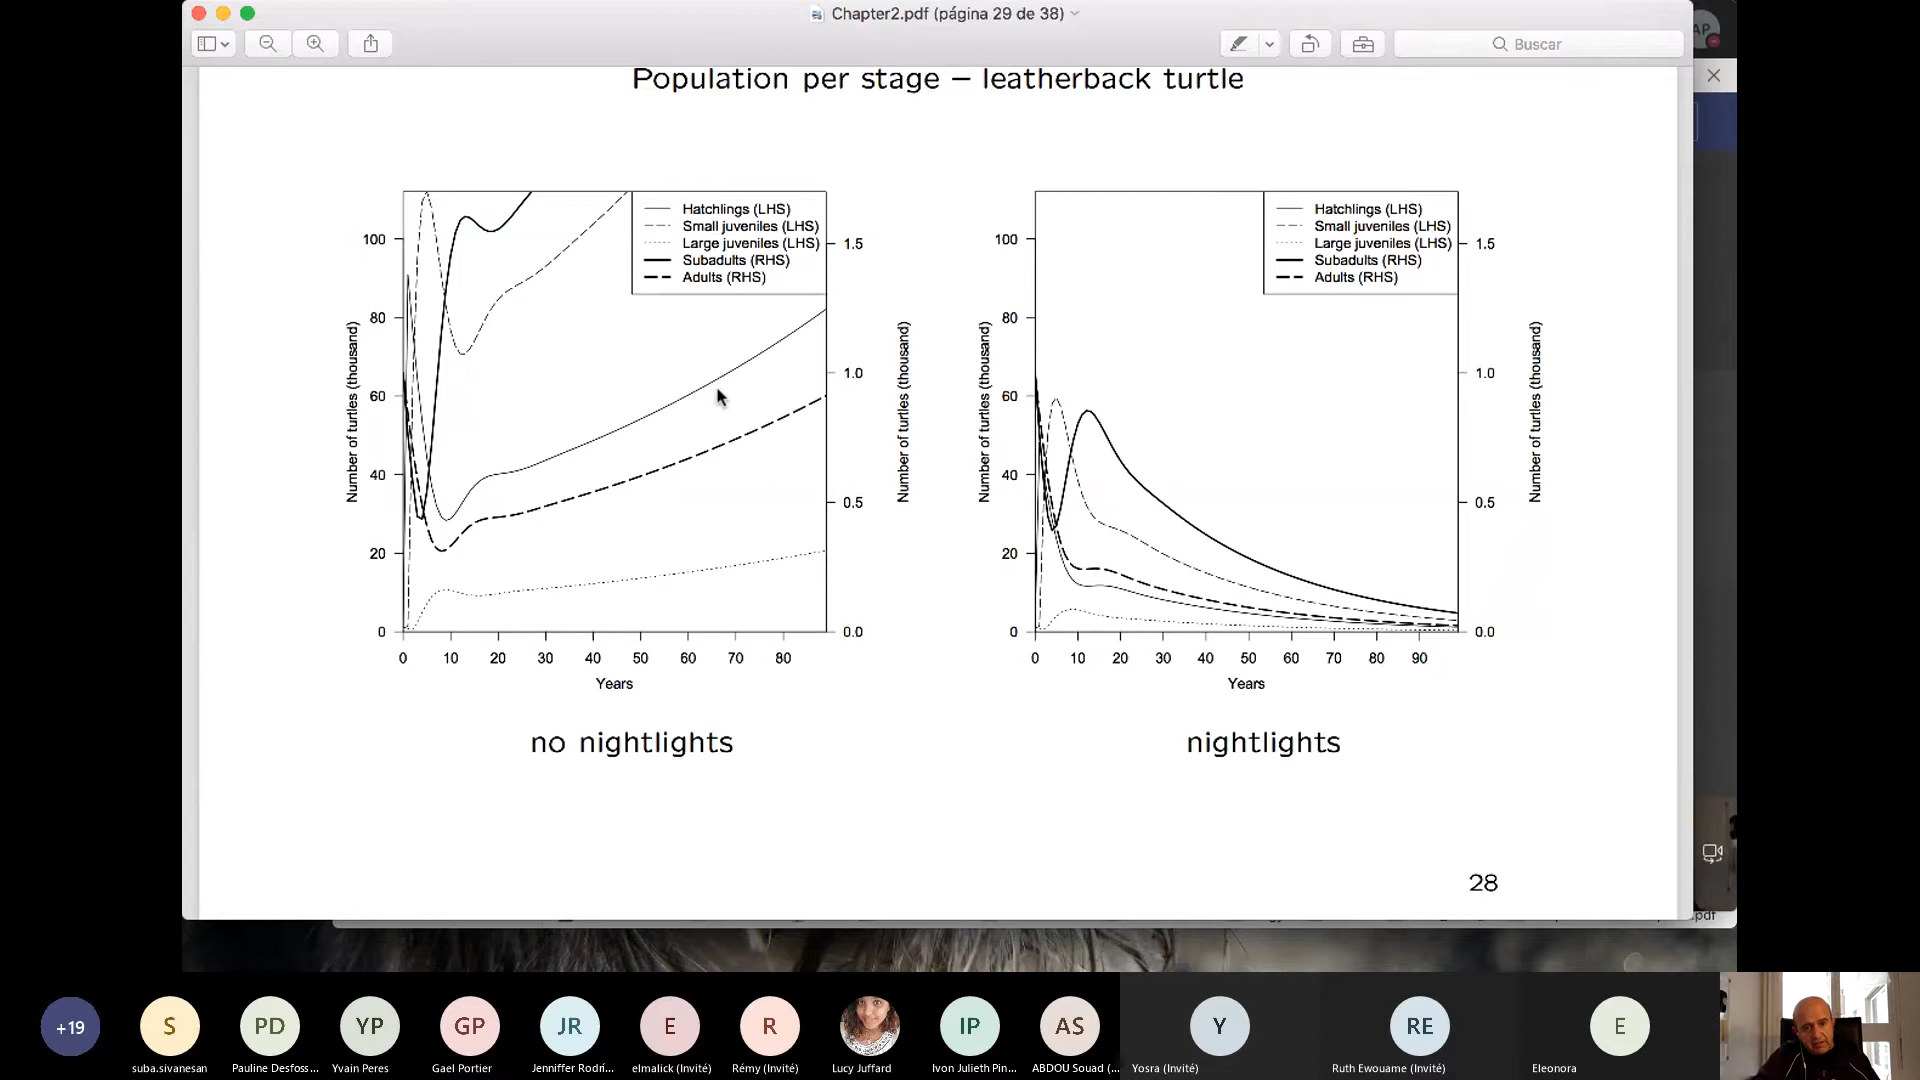 Chapter2.pdf (página 29 de 38)
Buscar
AP
Population per stage – leatherback turtle
Hatchlings (LHS)
Small juveniles (LHS)
Large juveniles (LHS)
Subadults (RHS)
Adults (RHS)
100
80
60
40
20
0
1.5
1.0
0.5
0.0
Number of turtles (thousand)
Number of turtles (thousand)
0 10 20 30 40 50 60 70 80
Years
no nightlights
Hatchlings (LHS)
Small juveniles (LHS)
Large juveniles (LHS)
Subadults (RHS)
Adults (RHS)
100
80
60
40
20
0
1.5
1.0
0.5
0.0
Number of turtles (thousand)
Number of turtles (thousand)
0 10 20 30 40 50 60 70 80 90
Years
nightlights
28
.pdf
+19 S PD YP GP JR E R IP AS Y RE E
suba.sivanesan Pauline Desfoss... Yvain Peres Gael Portier Jenniffer Rodrí... elmalick (Invité) Rémy (Invité) Lucy Juffard Ivon Julieth Pin... ABDOU Souad (... Yosra (Invité) Ruth Ewouame (Invité) Eleonora